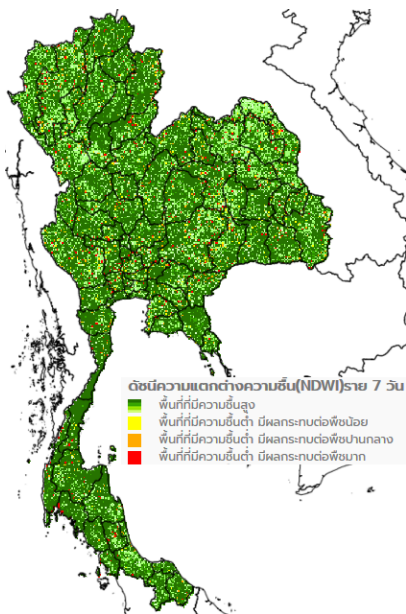 ดัชนีความแตกต่างความชื้น(NDWI)ราย 7 วัน
พื้นที่ที่มีความชื้นสูง
พื้นที่ที่มีความชื้นต่ำ มีผลกระทบต่อพืชน้อย
พื้นที่ที่มีความชื้นต่ำ มีผลกระทบต่อพืชปานกลาง
พื้นที่ที่มีความชื้นต่ำ มีผลกระทบต่อพืชมาก